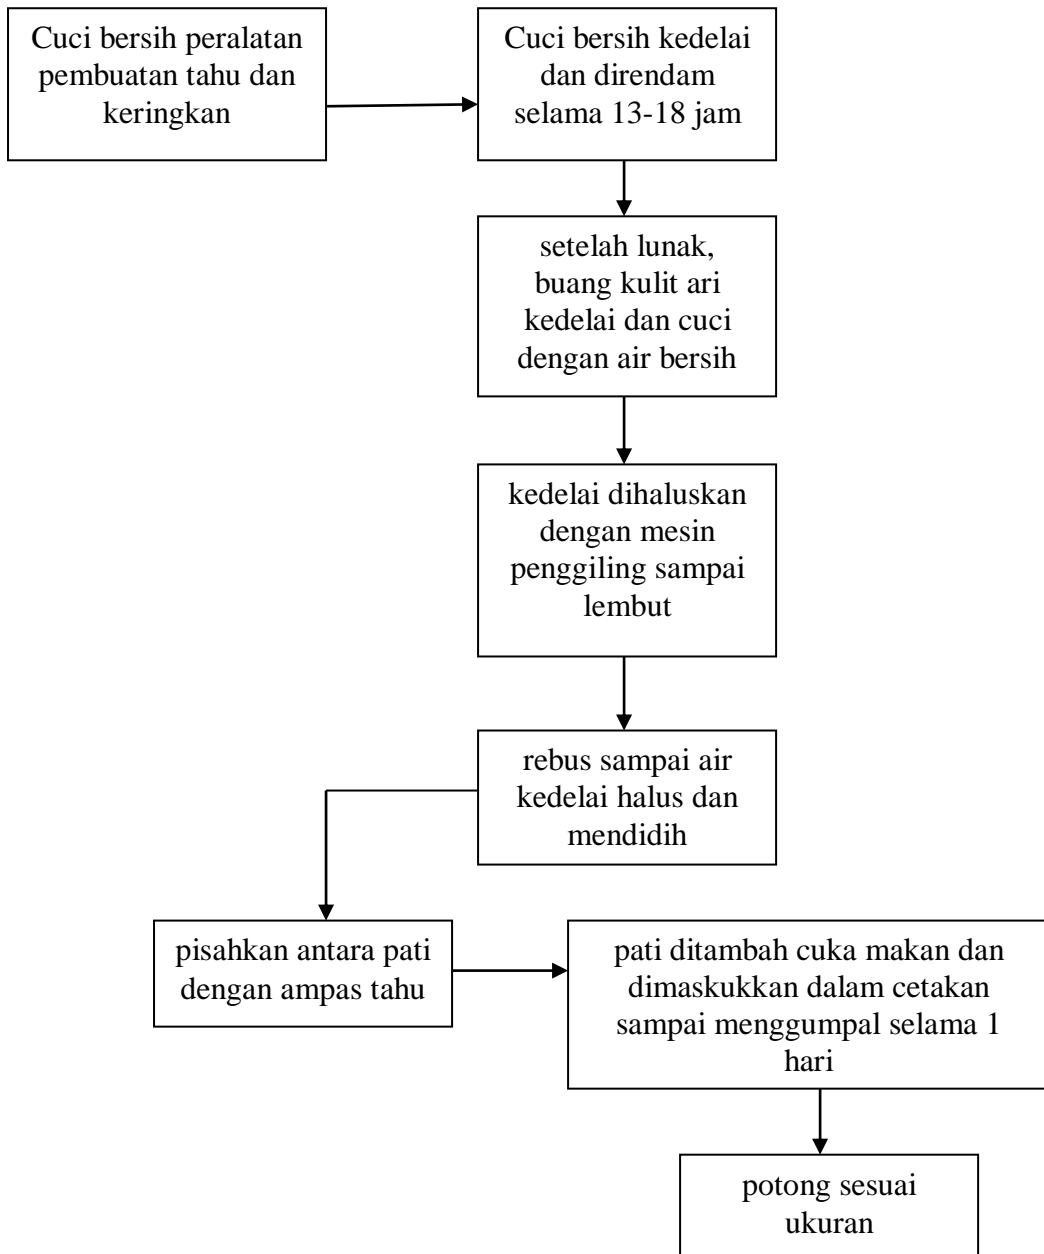 Cuci bersih peralatan
pembuatan tahu dan
keringkan
Cuci bersih kedelai
dan direndam
selama 13-18 jam
setelah lunak,
buang kulit ari
kedelai dan cuci
dengan air bersih
kedelai dihaluskan
dengan mesin
penggiling sampai
lembut
rebus sampai air
kedelai halus dan
mendidih
pisahkan antara pati
dengan ampas tahu
pati ditambah cuka makan dan
dimaskukkan dalam cetakan
sampai menggumpal selama 1
hari
potong sesuai
ukuran